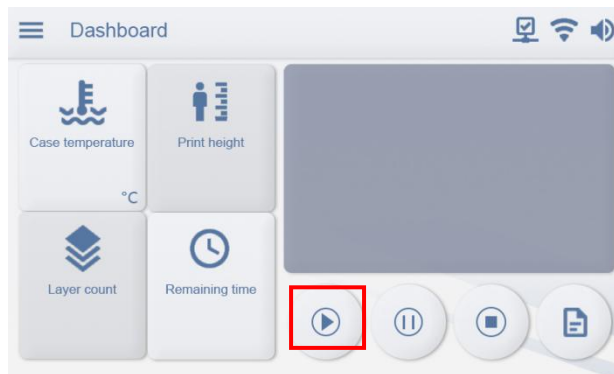 Dashboard
Case temperature
°C
Print height
Layer count
Remaining time